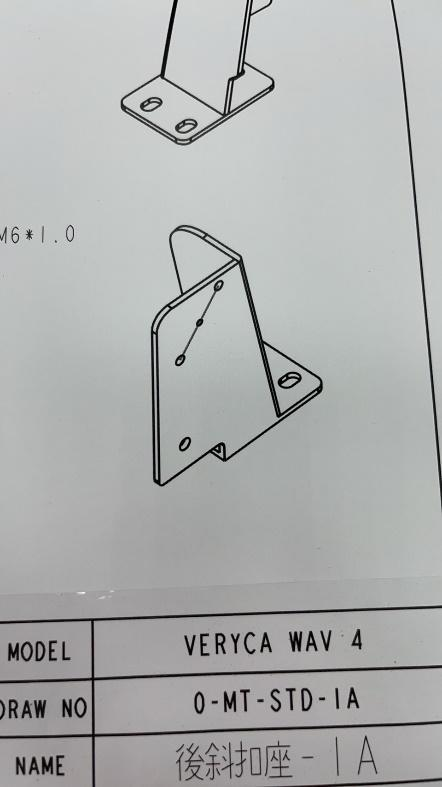 M6*1.0
MODEL VERYCA WAV 4
DRAW NO 0-MT-STD-1A
NAME 後斜扣座-1A